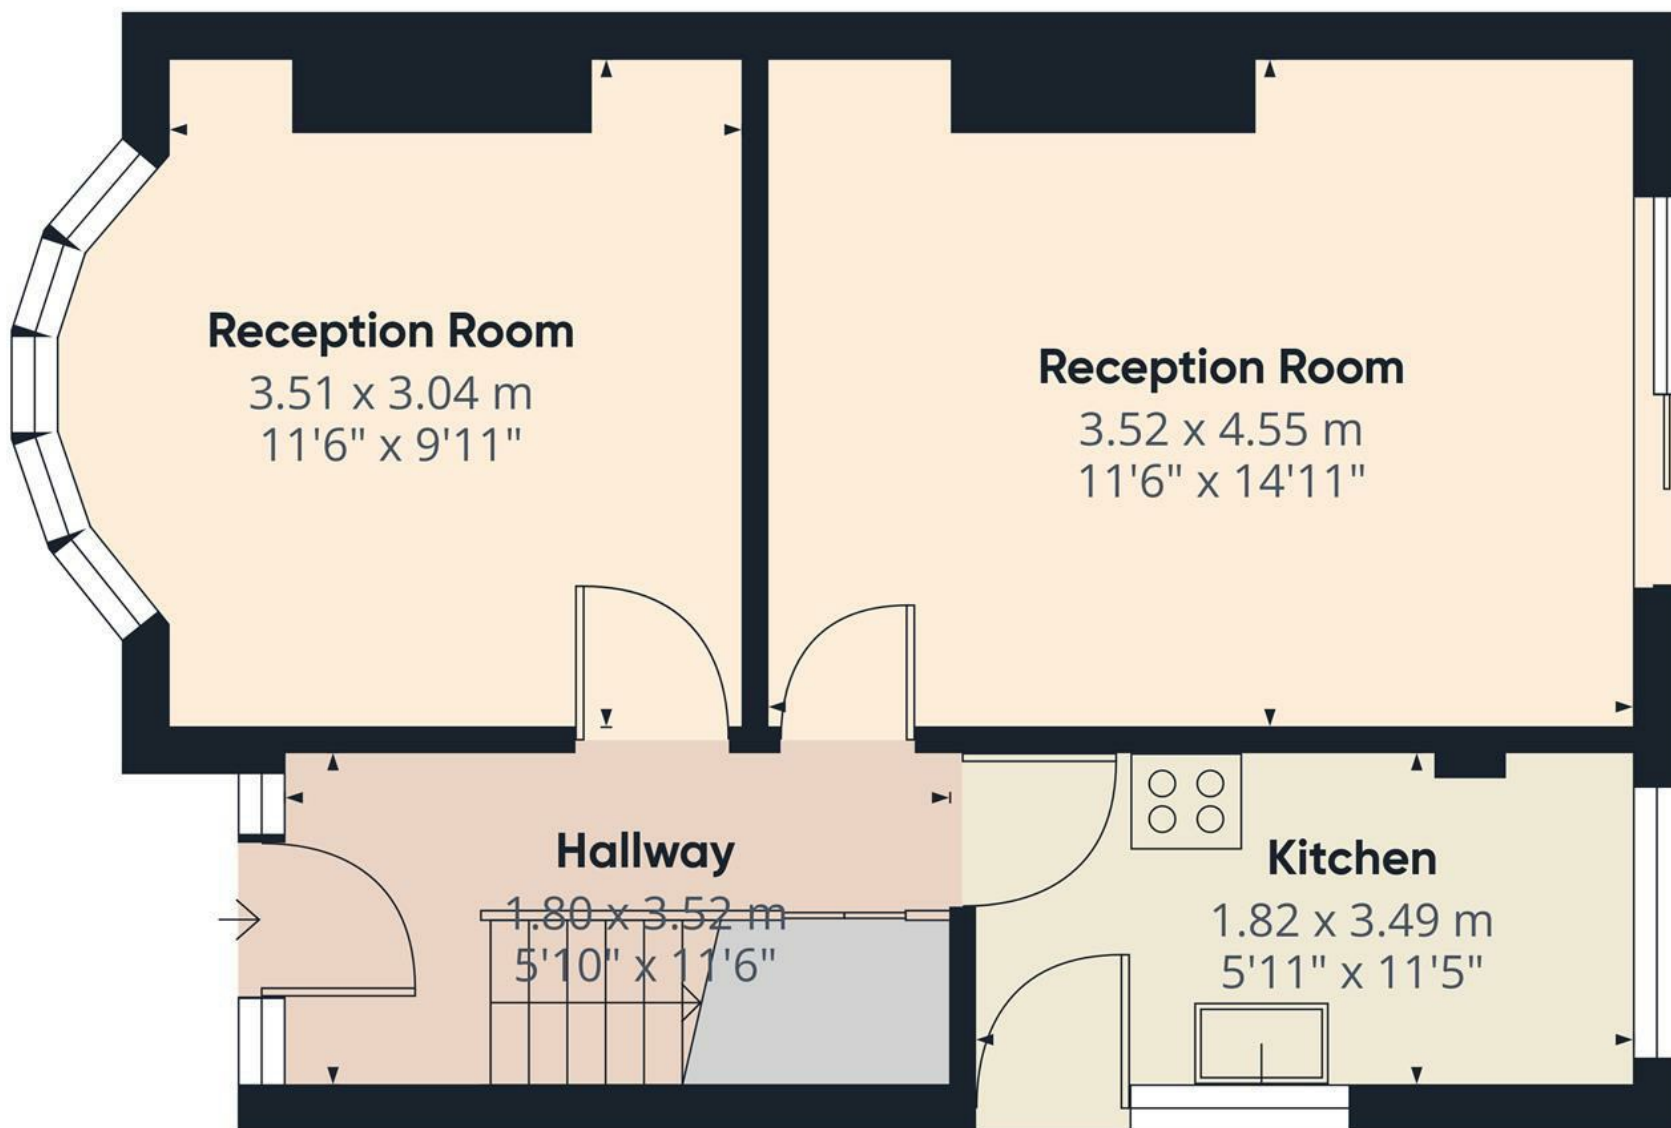 Reception Room
3.51 x 3.04 m
11'6" x 9'11"
Reception Room
3.52 x 4.55 m
11'6" x 14'11"
Hallway
1.80 x 3.52 m
5'10" x 11'6"
Kitchen
1.82 x 3.49 m
5'11" x 11'5"